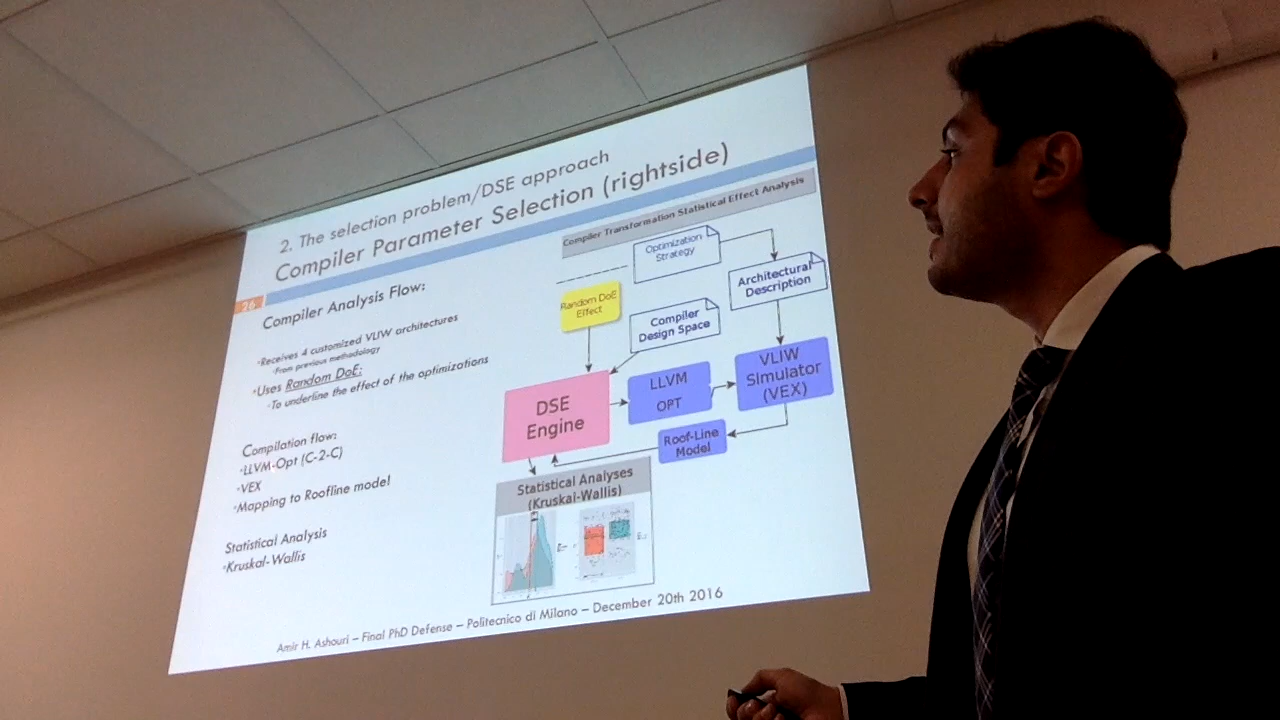 2. The selection problem/DSE approach
Compiler Parameter Selection (rightside)
26
Compiler Analysis Flow:
Receives 4 customized VLIW architectures
From previous methodology
Uses Random DoE:
To underline the effect of the optimizations
Compilation flow:
LLVM-Opt (C-2-C)
VEX
Mapping to Roofline model
Statistical Analysis
Kruskal-Wallis
Compiler Transformation Statistical Effect Analysis
Optimization
Strategy
Architectural
Description
Random DoE
Effect
Compiler
Design Space
DSE
Engine
LLVM
OPT
VLIW
Simulator
(VEX)
Roof-Line
Model
Statistical Analyses
(Kruskal-Wallis)
Amir H. Ashouri – Final PhD Defense – Politecnico di Milano – December 20th 2016